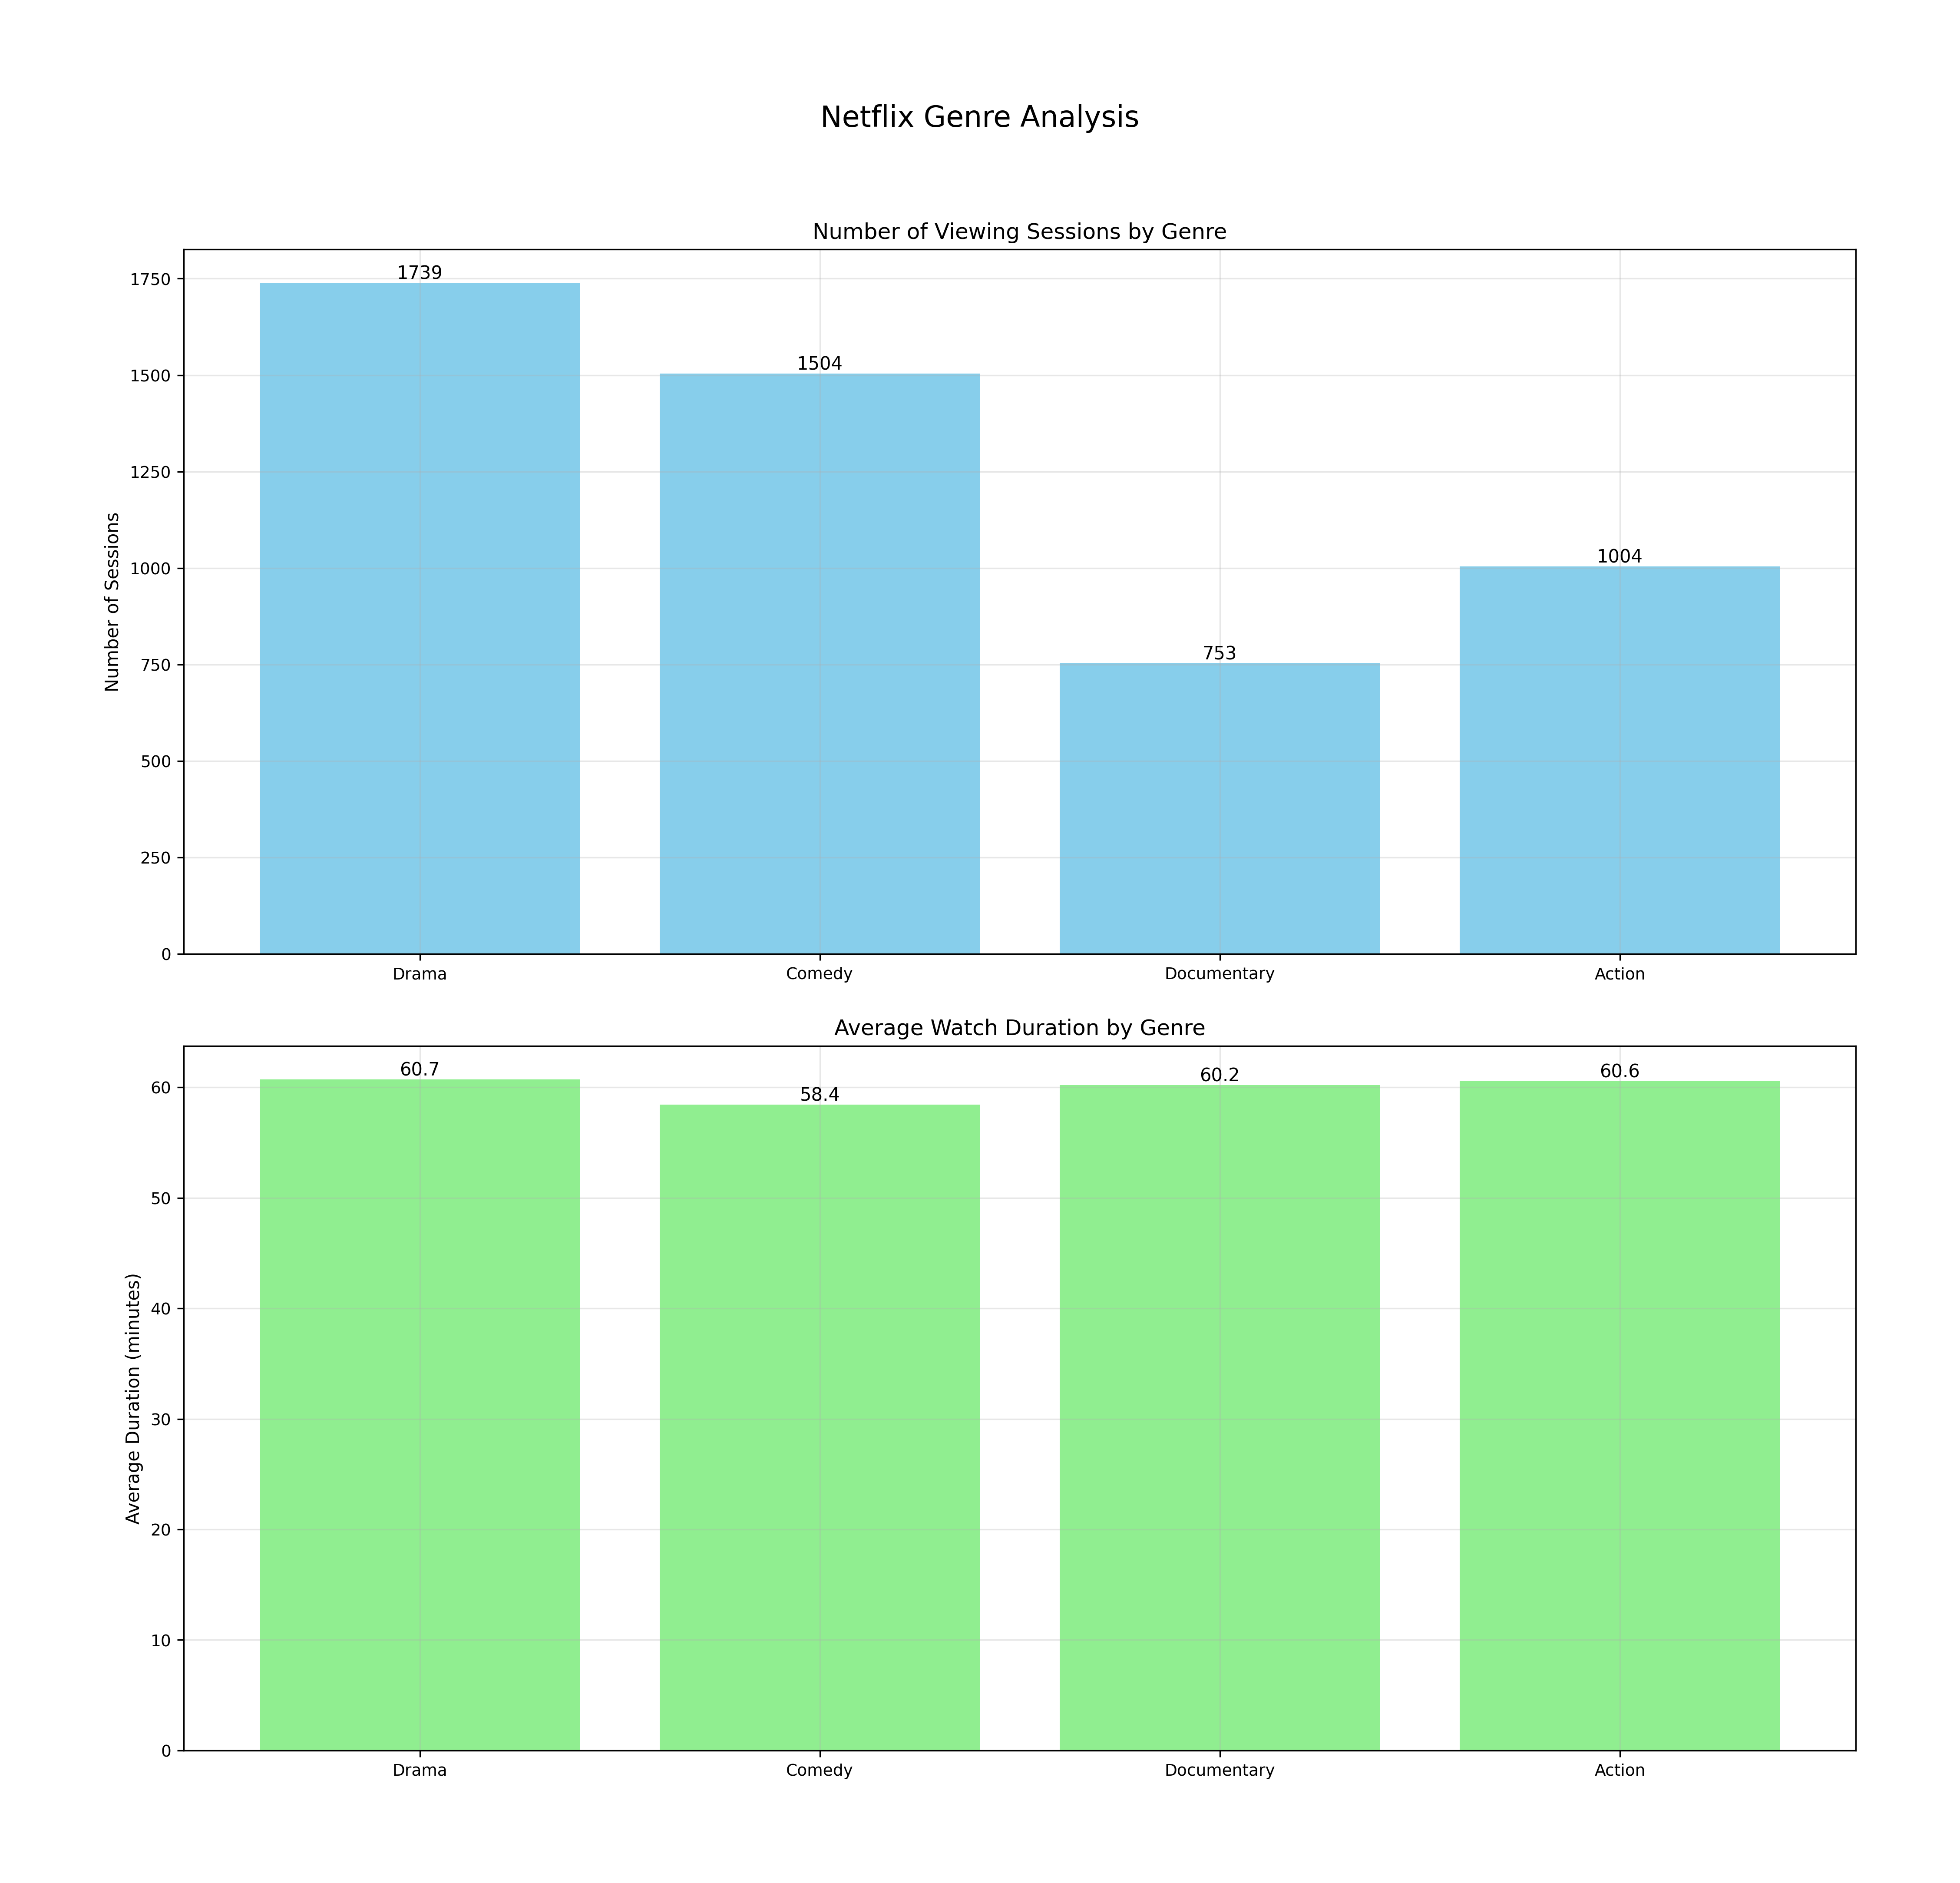 Netflix Genre Analysis
Number of Viewing Sessions by Genre
Number of Sessions
1750
1500
1250
1000
750
500
250
0
1739
1504
753
1004
Drama
Comedy
Documentary
Action
Average Watch Duration by Genre
Average Duration (minutes)
60
50
40
30
20
10
0
60.7
58.4
60.2
60.6
Drama
Comedy
Documentary
Action